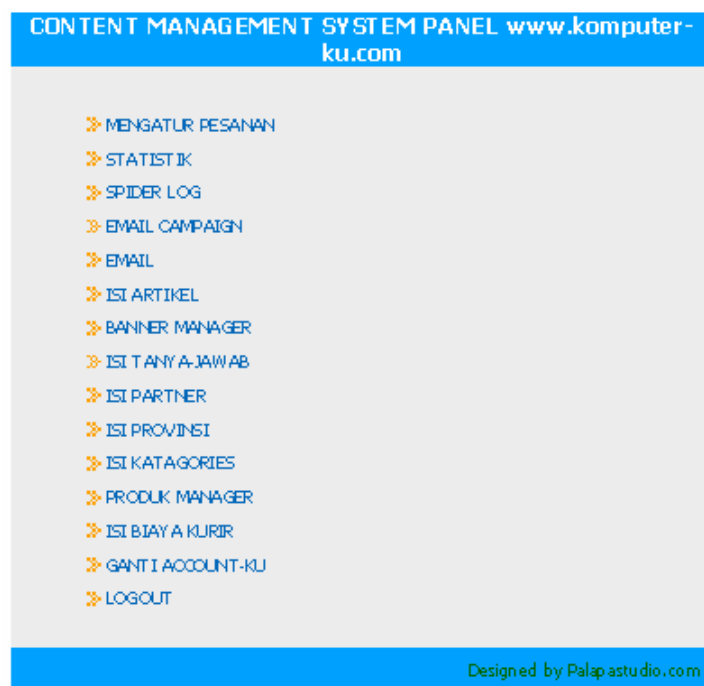 CONTENT MANAGEMENT SYSTEM PANEL www.komputer-
ku.com
MENGATUR PESANAN
STATISTIK
SPIDER LOG
EMAIL CAMPAIGN
EMAIL
ISI ARTIKEL
BANNER MANAGER
ISI TANYA-JAWAB
ISI PARTNER
ISI PROVINSI
ISI KATAGORIES
PRODUK MANAGER
ISI BIAYA KURIR
GANTI ACCOUNT-KU
LOGOUT
Designed by Palapastudio.com